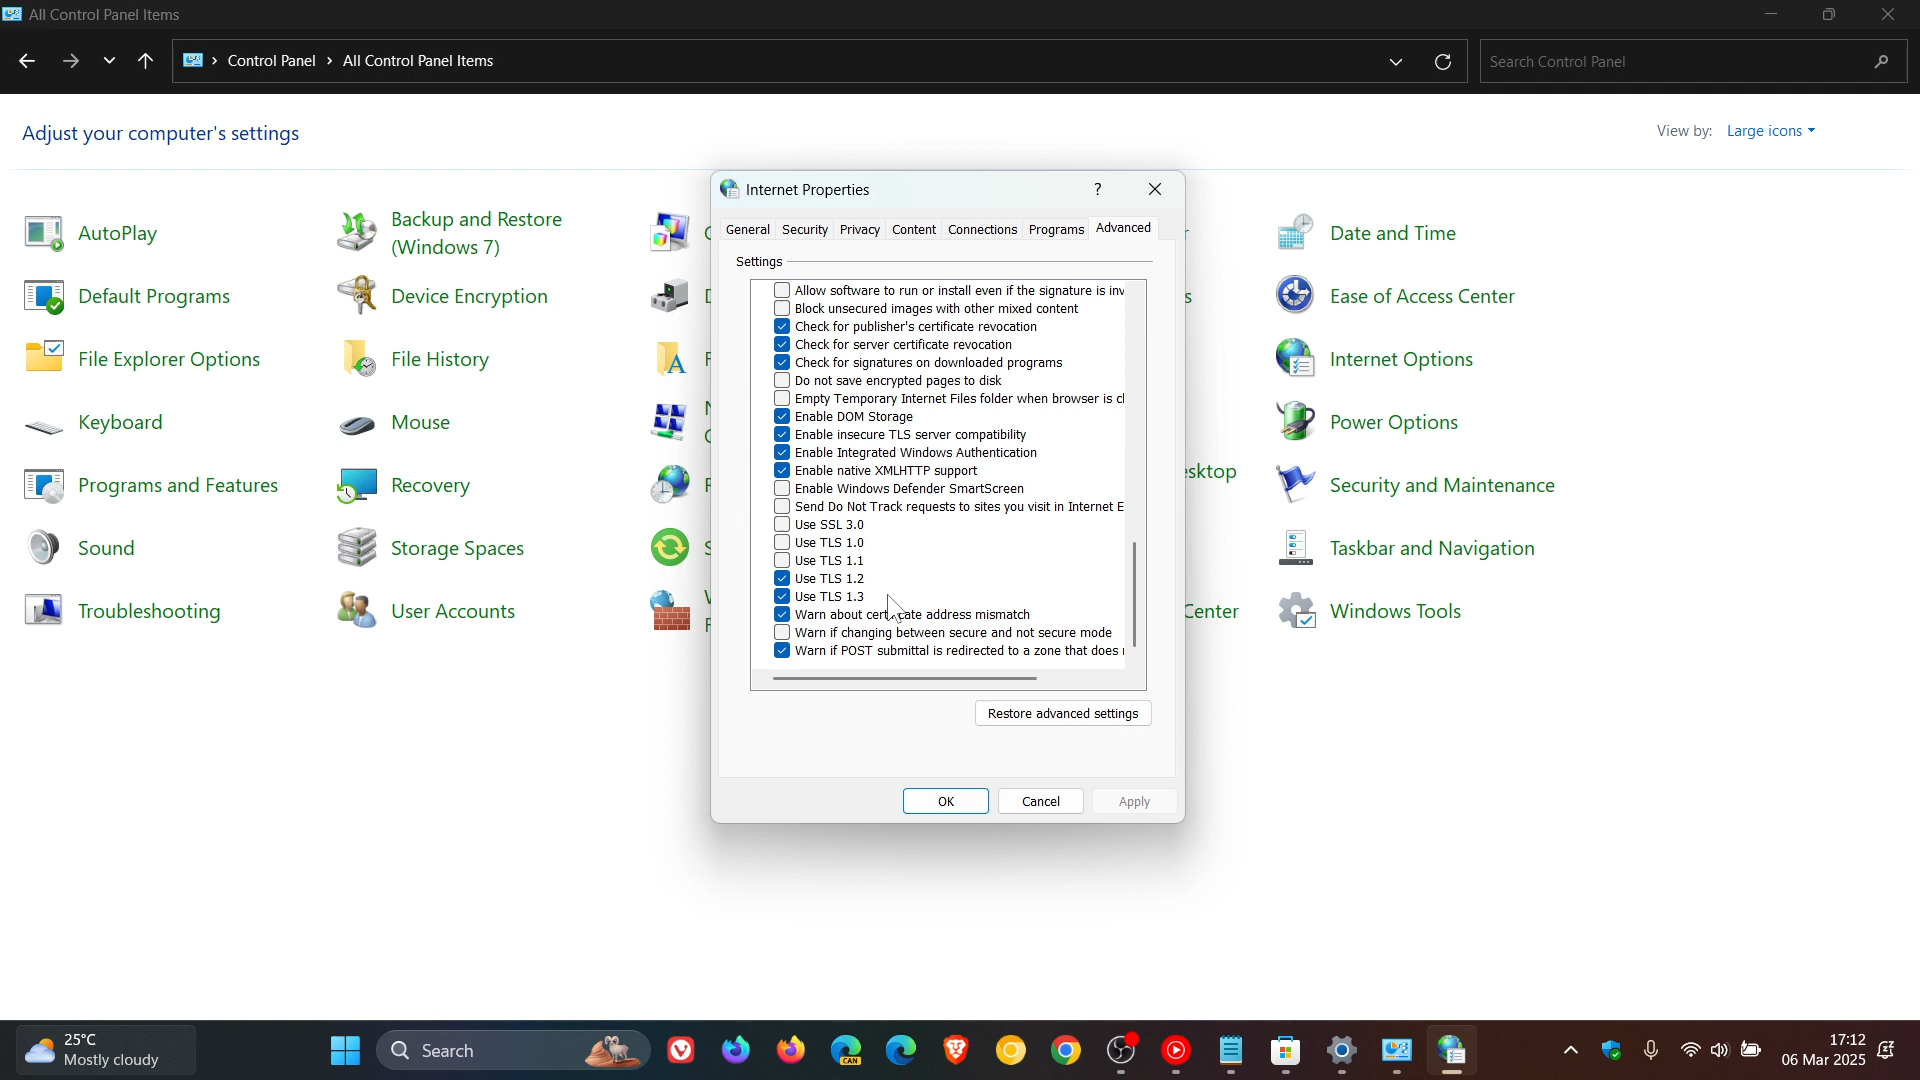 All Control Panel Items
Control Panel
All Control Panel Items
Search Control Panel
Adjust your computer's settings
View by: Large icons
AutoPlay
Backup and Restore
(Windows 7)
Date and Time
Default Programs
Device Encryption
Ease of Access Center
File Explorer Options
File History
Internet Options
Keyboard
Mouse
Power Options
Programs and Features
Recovery
Security and Maintenance
Sound
Storage Spaces
Taskbar and Navigation
Troubleshooting
User Accounts
Center
Windows Tools
Internet Properties
?
General Security Privacy Content Connections Programs Advanced
Settings
Allow software to run or install even if the signature is inv
Block unsecured images with other mixed content
Check for publisher's certificate revocation
Check for server certificate revocation
Check for signatures on downloaded programs
Do not save encrypted pages to disk
Empty Temporary Internet Files folder when browser is cl
Enable DOM Storage
Enable insecure TLS server compatibility
Enable Integrated Windows Authentication
Enable native XMLHTTP support
Enable Windows Defender SmartScreen
Send Do Not Track requests to sites you visit in Internet E
Use SSL 3.0
Use TLS 1.0
Use TLS 1.1
Use TLS 1.2
Use TLS 1.3
Warn about certificate address mismatch
Warn if changing between secure and not secure mode
Warn if POST submittal is redirected to a zone that does
Restore advanced settings
OK
Cancel
Apply
25°C
Mostly cloudy
Search
CAN
17:12
06 Mar 2025